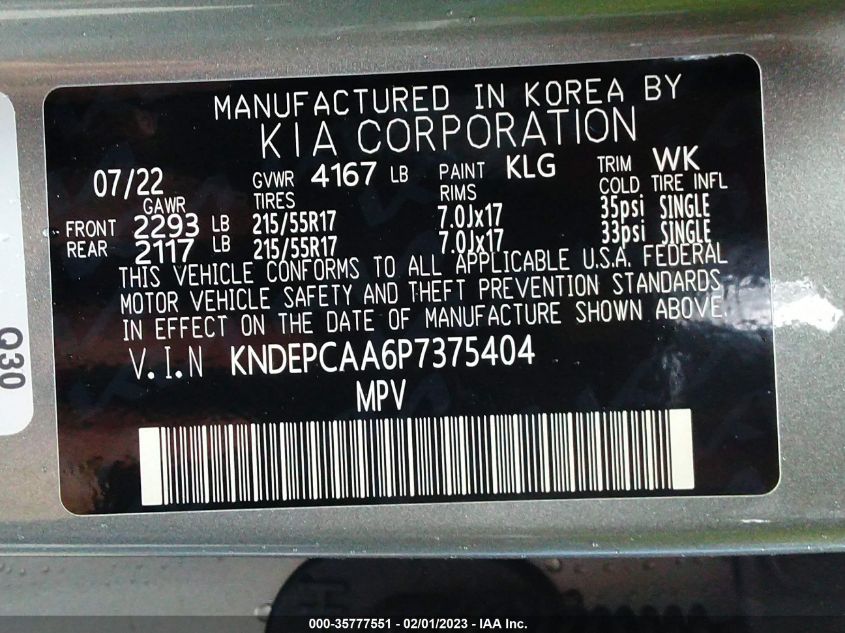 MANUFACTURED IN KOREA BY
KIA CORPORATION
07/22 GVWR 4167 LB PAINT KLG TRIM WK
GAWR TIRES RIMS COLD TIRE INFL
FRONT 2293 LB 215/55R17 7.0Jx17 35psi SINGLE
REAR 2117 LB 215/55R17 7.0Jx17 33psi SINGLE
THIS VEHICLE CONFORMS TO ALL APPLICABLE U.S.A. FEDERAL
MOTOR VEHICLE SAFETY AND THEFT PREVENTION STANDARDS
IN EFFECT ON THE DATE OF MANUFACTURE SHOWN ABOVE.
V.I.N KNDEPCAA6P7375404
MPV
Q30
000-35777551 - 02/01/2023 - IAA Inc.